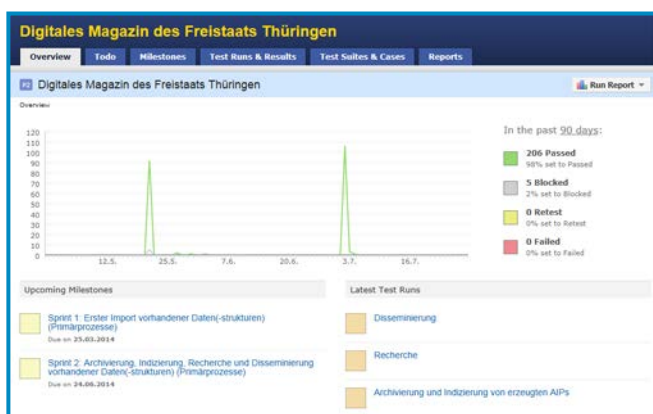 Digitales Magazin des Freistaats Thüringen
Overview Todo Milestones Test Runs & Results Test Suites & Cases Reports
Digitales Magazin des Freistaats Thüringen
Run Report
Overview
120
110
100
90
80
70
60
50
40
30
20
10
0
12.5. 25.5. 7.6. 20.6. 3.7. 16.7.
In the past 90 days:
206 Passed
98% set to Passed
5 Blocked
2% set to Blocked
0 Retest
0% set to Retest
0 Failed
0% set to Failed
Upcoming Milestones
Sprint 1: Erster Import vorhandener Daten(-strukturen)
(Primärprozesse)
Due on 25.03.2014
Sprint 2: Archivierung, Indizierung, Recherche und Disseminierung
vorhandener Daten(-strukturen) (Primärprozesse)
Due on 24.06.2014
Latest Test Runs
Disseminierung
Recherche
Archivierung und Indizierung von erzeugten AIPs